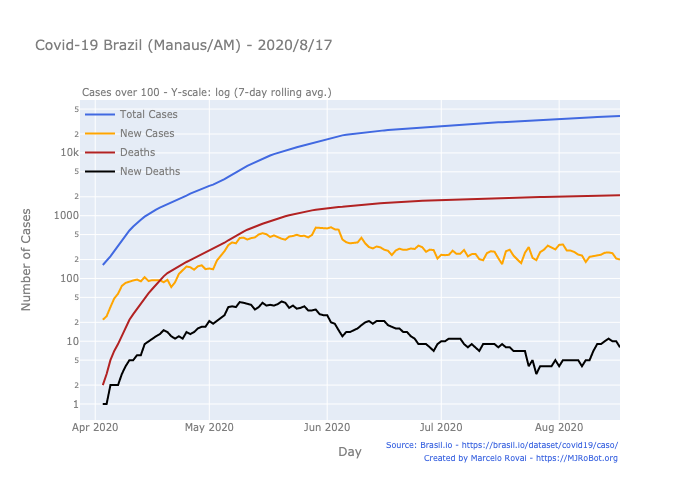 Covid-19 Brazil (Manaus/AM) - 2020/8/17
Cases over 100 - Y-scale: log (7-day rolling avg.)
Total Cases
New Cases
Deaths
New Deaths
Number of Cases
5
2
10k
5
2
1000
5
2
100
5
2
10
5
2
1
Apr 2020 May 2020 Jun 2020 Jul 2020 Aug 2020
Day
Source: Brasil.io - https://brasil.io/dataset/covid19/caso/
Created by Marcelo Rovai - https://MJRoBot.org